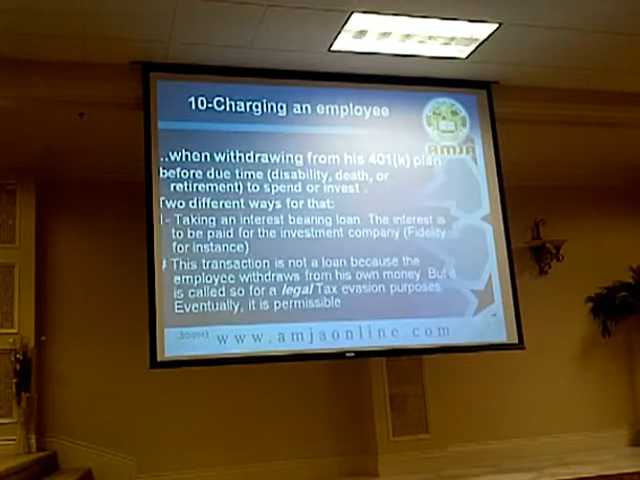 10-Charging an employee
AMJA
..when withdrawing from his 401(k) plan
before due time (disability, death, or
retirement) to spend or invest .
Two different ways for that:
- Taking an interest bearing loan. The interest is
to be paid for the investment company (Fidelity
for instance)
This transaction is not a loan because the
employee withdraws from his own money. But
is called so for a legal Tax evasion purposes.
Eventually, it is permissible
www.amjaonline.com